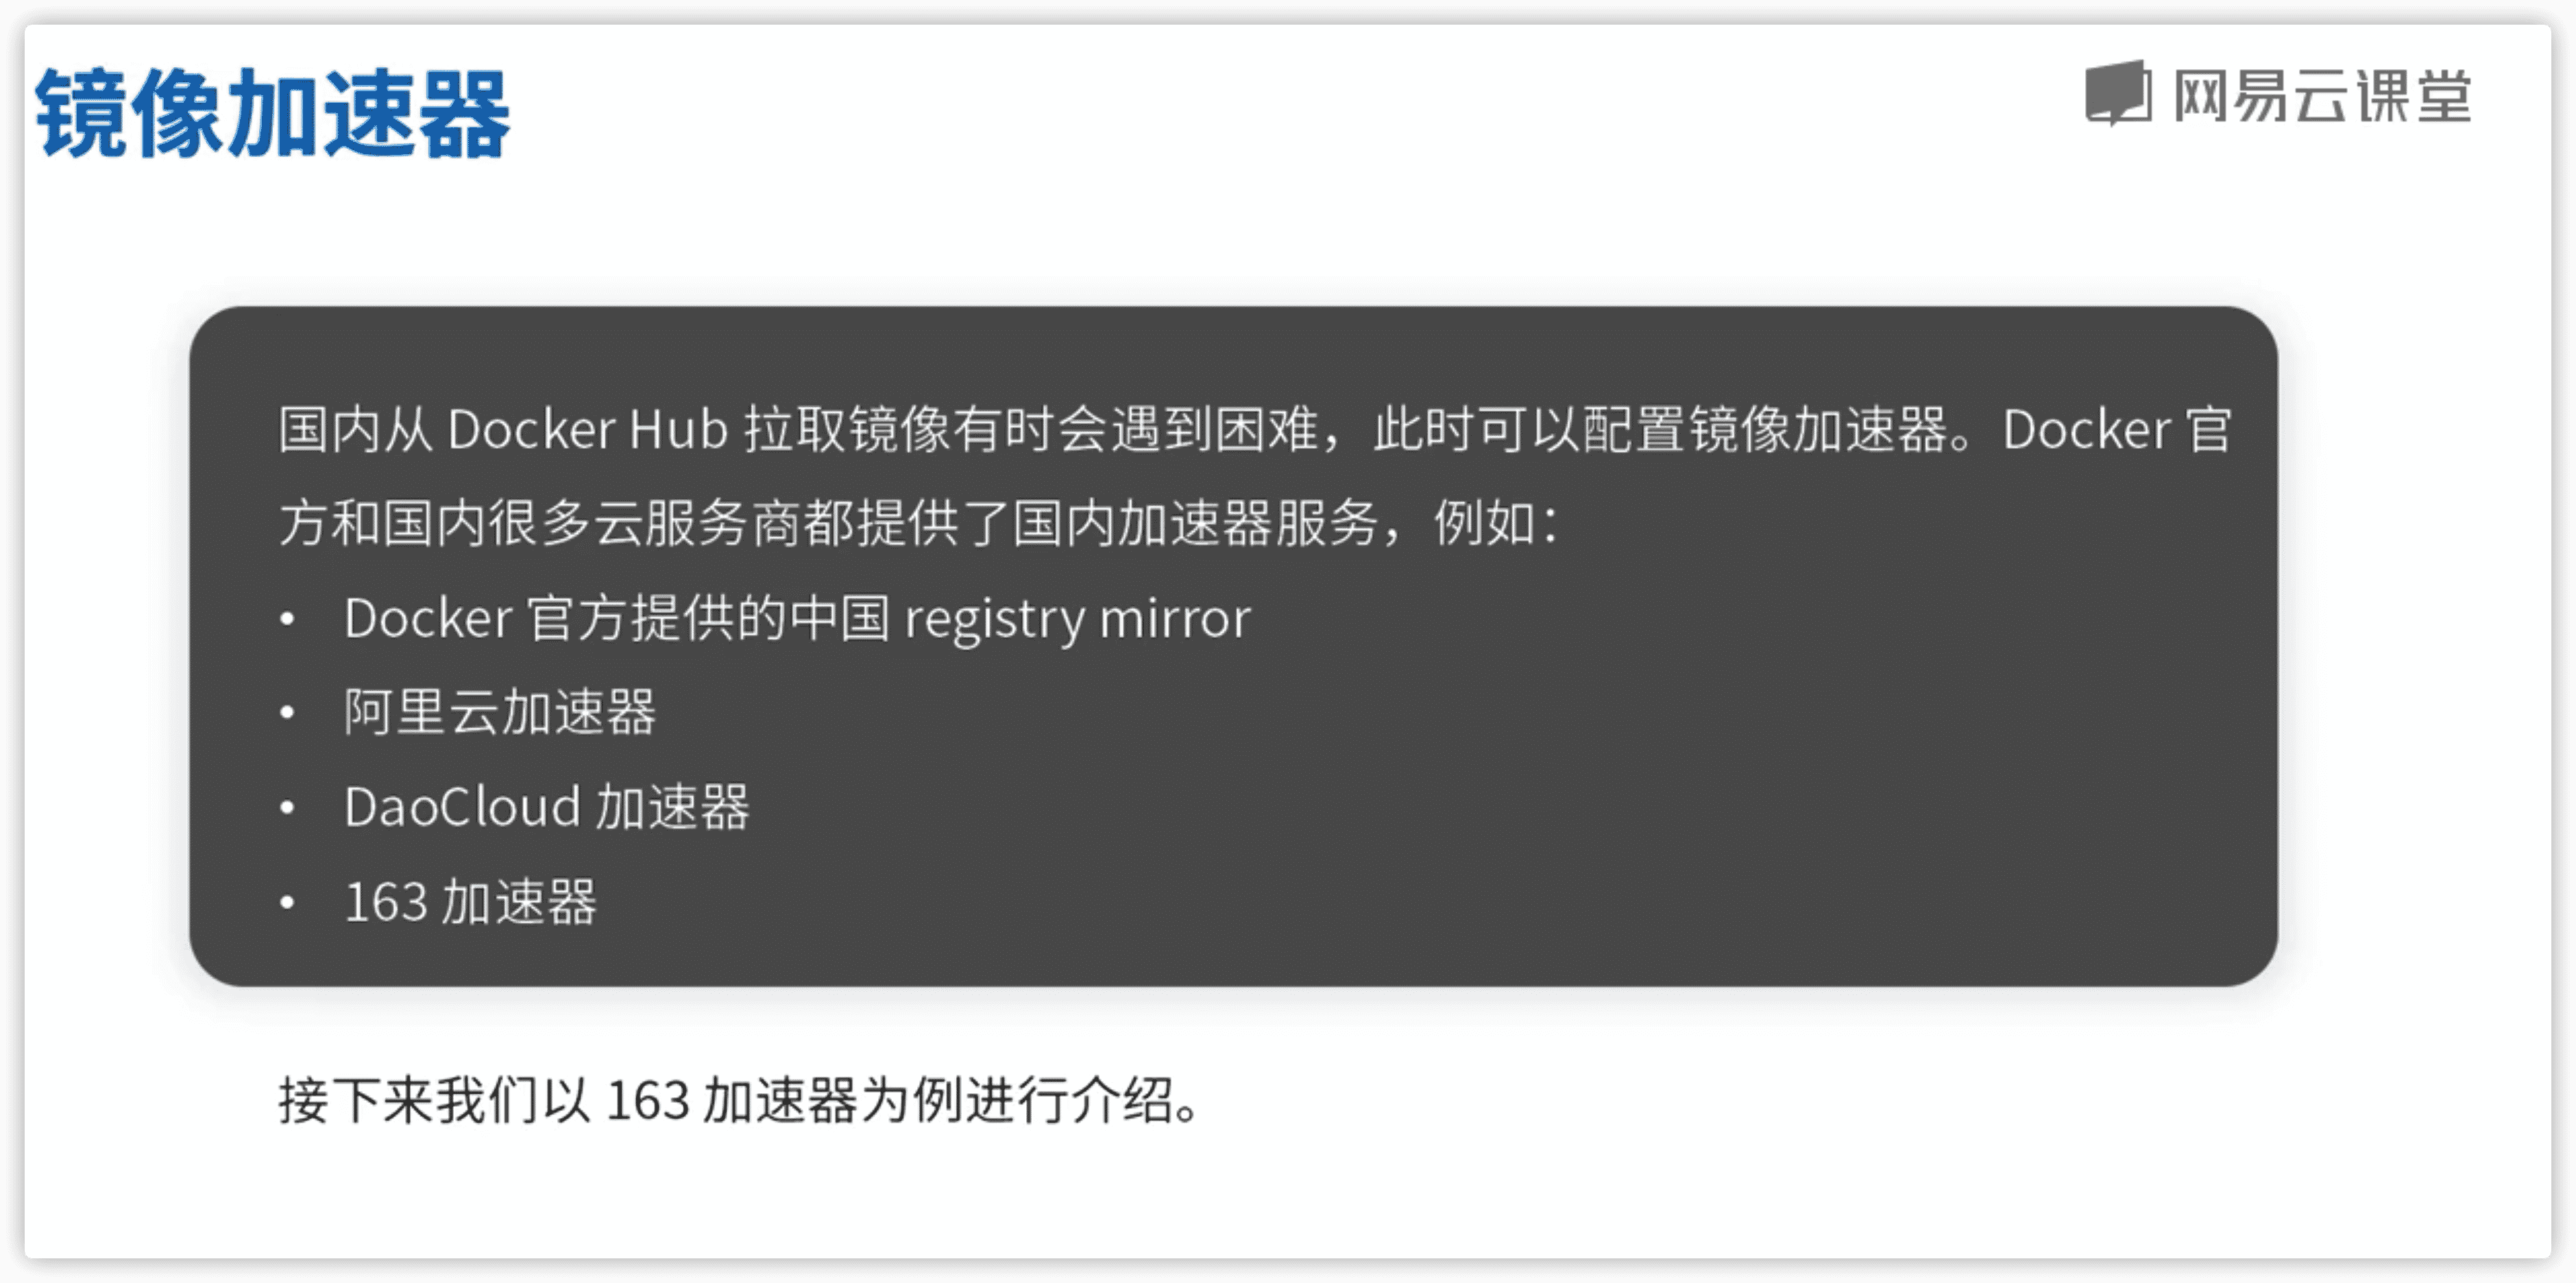 镜像加速器
网易云课堂
国内从 Docker Hub 拉取镜像有时会遇到困难，此时可以配置镜像加速器。Docker 官
方和国内很多云服务商都提供了国内加速器服务，例如：
• Docker 官方提供的中国 registry mirror
• 阿里云加速器
• DaoCloud 加速器
• 163 加速器
接下来我们以 163 加速器为例进行介绍。